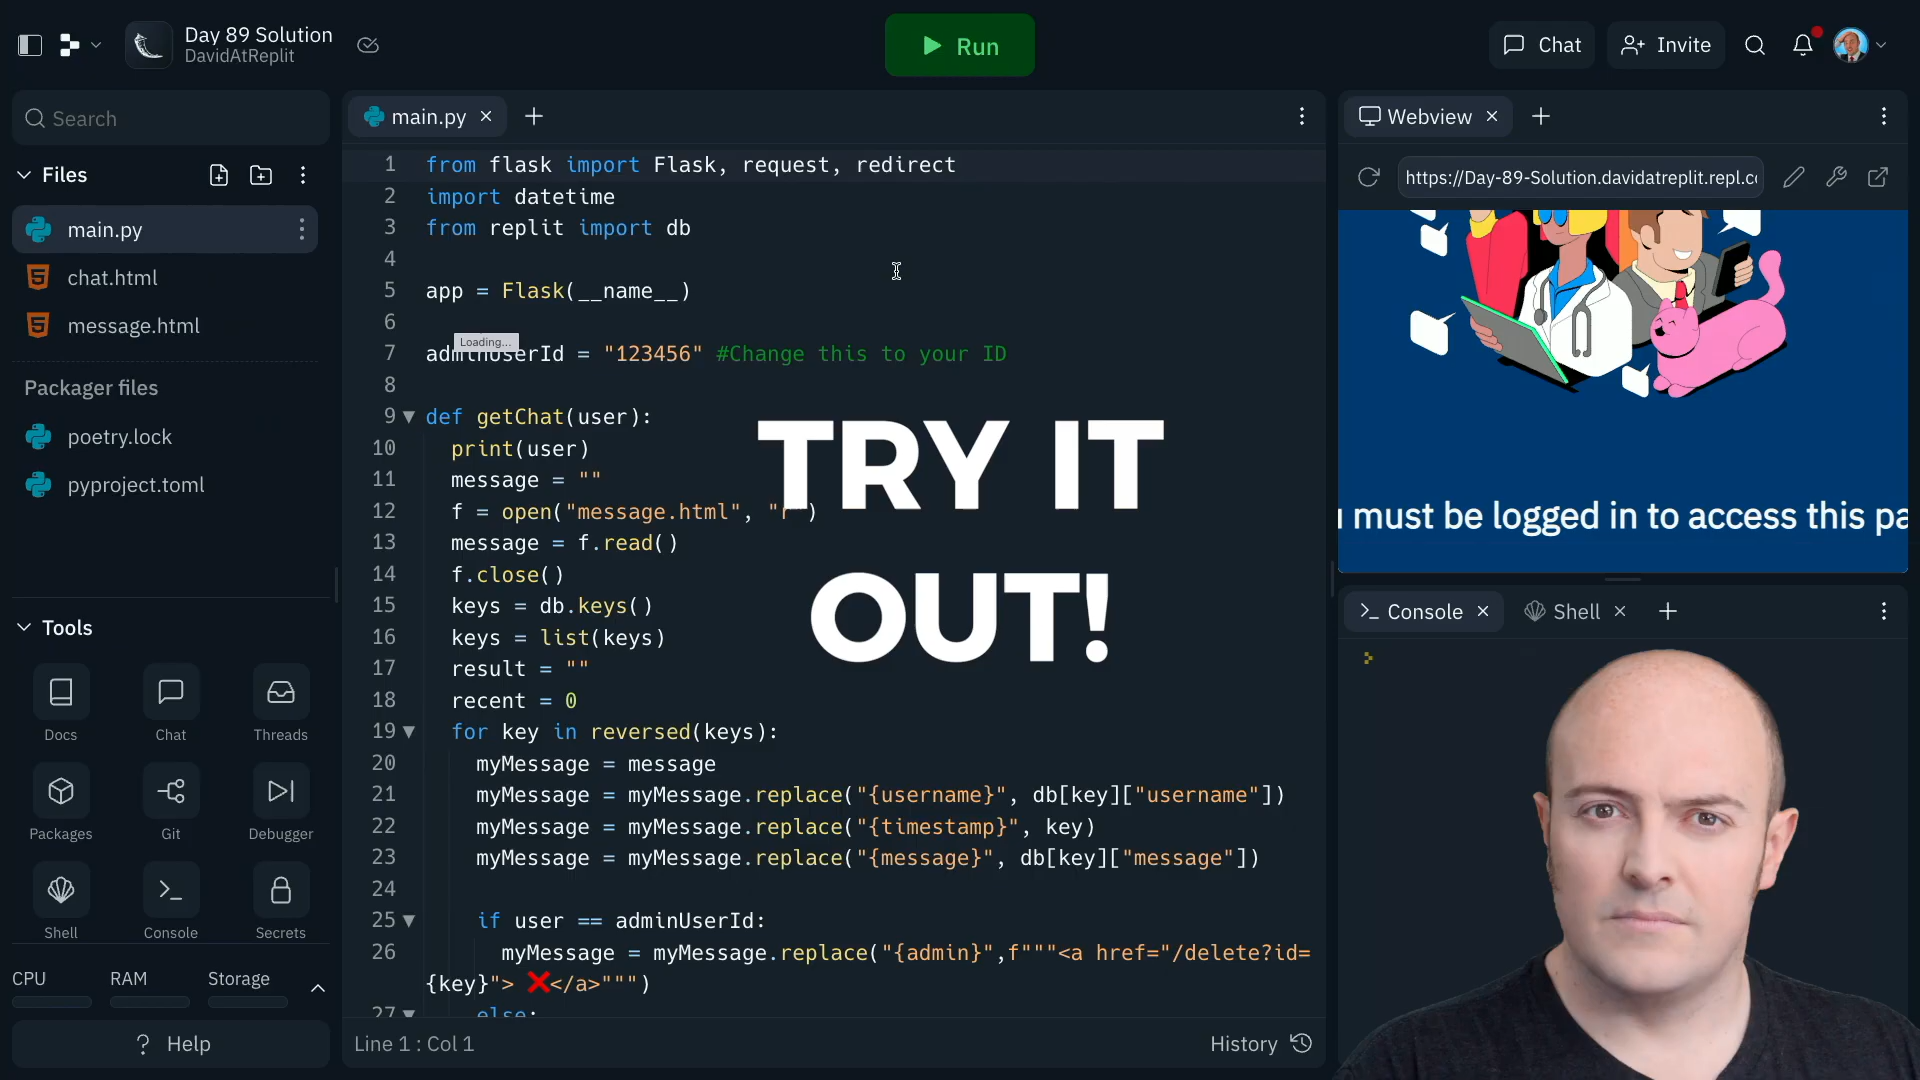 Day 89 Solution
DavidAtReplit
Run
Chat
Invite
Search
Files
main.py
chat.html
message.html
Packager files
poetry.lock
pyproject.toml
Tools
Docs
Chat
Threads
Packages
Git
Debugger
Shell
Console
Secrets
CPU
RAM
Storage
? Help
main.py
1 from flask import Flask, request, redirect
2 import datetime
3 from replit import db
4
5 app = Flask(__name__)
6
Loading...
7 adminUserId = "123456" #Change this to your ID
8
9 def getChat(user):
10 print(user)
11 message = ""
12 f = open("message.html", "r")
13 message = f.read()
14 f.close()
15 keys = db.keys()
16 keys = list(keys)
17 result = ""
18 recent = 0
19 for key in reversed(keys):
20 myMessage = message
21 myMessage = myMessage.replace("{username}", db[key]["username"])
22 myMessage = myMessage.replace("{timestamp}", key)
23 myMessage = myMessage.replace("{message}", db[key]["message"])
24
25 if user == adminUserId:
26 myMessage = myMessage.replace("{admin}",f"""<a href="/delete?id=
{key}"> ❌</a>""")
27 else:
TRY IT
OUT!
Line 1 : Col 1
History
Webview
https://Day-89-Solution.davidatreplit.repl.co
must be logged in to access this pa
Console
Shell